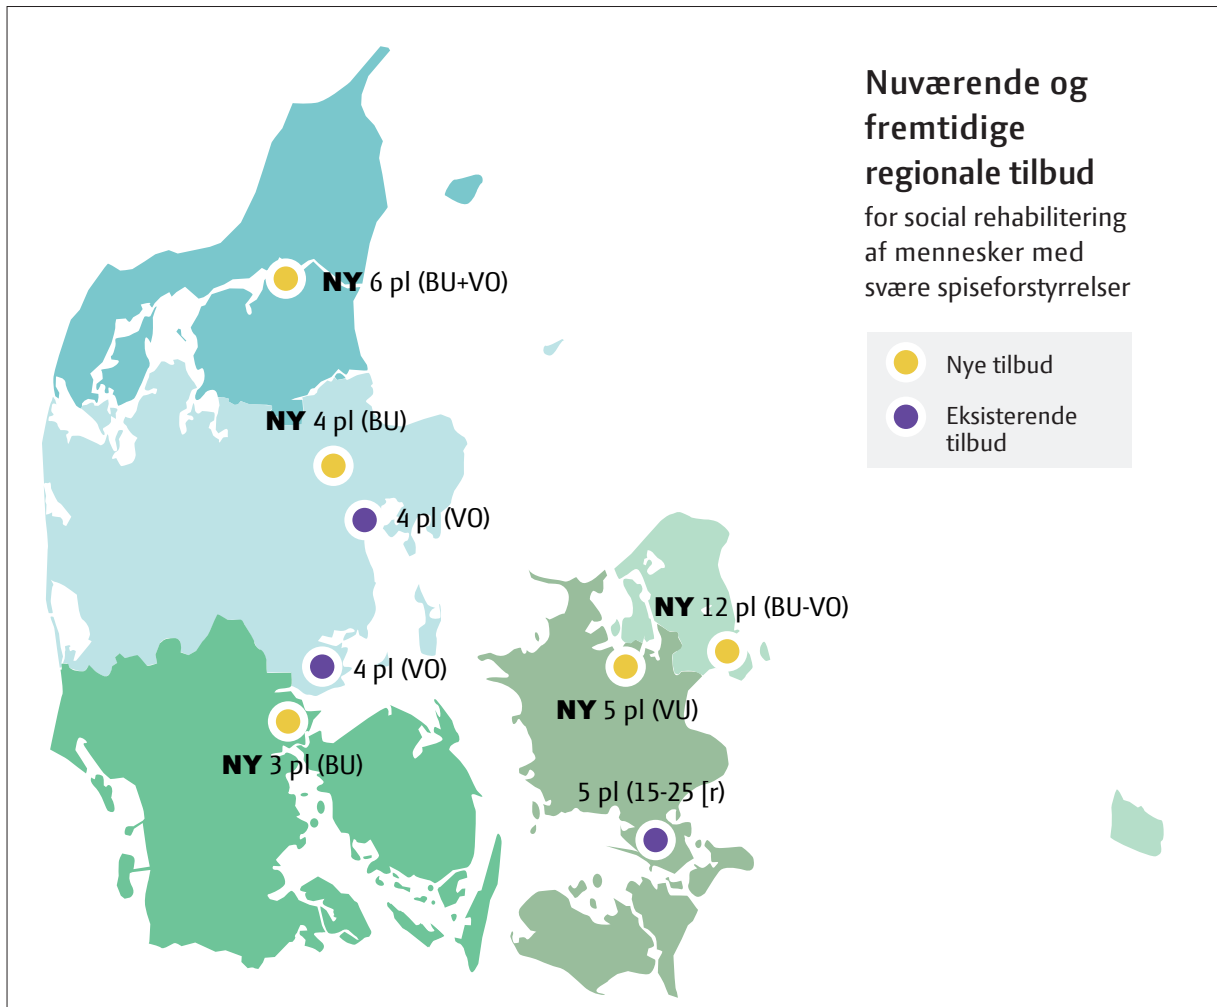 Nuværende og
fremtidige
regionale tilbud
for social rehabilitering
af mennesker med
svære spiseforstyrrelser
Nye tilbud
Eksisterende
tilbud
NY 6 pl (BU+VO)
NY 4 pl (BU)
4 pl (VO)
NY 12 pl (BU-VO)
4 pl (VO)
NY 5 pl (VU)
NY 3 pl (BU)
5 pl (15-25 [r)